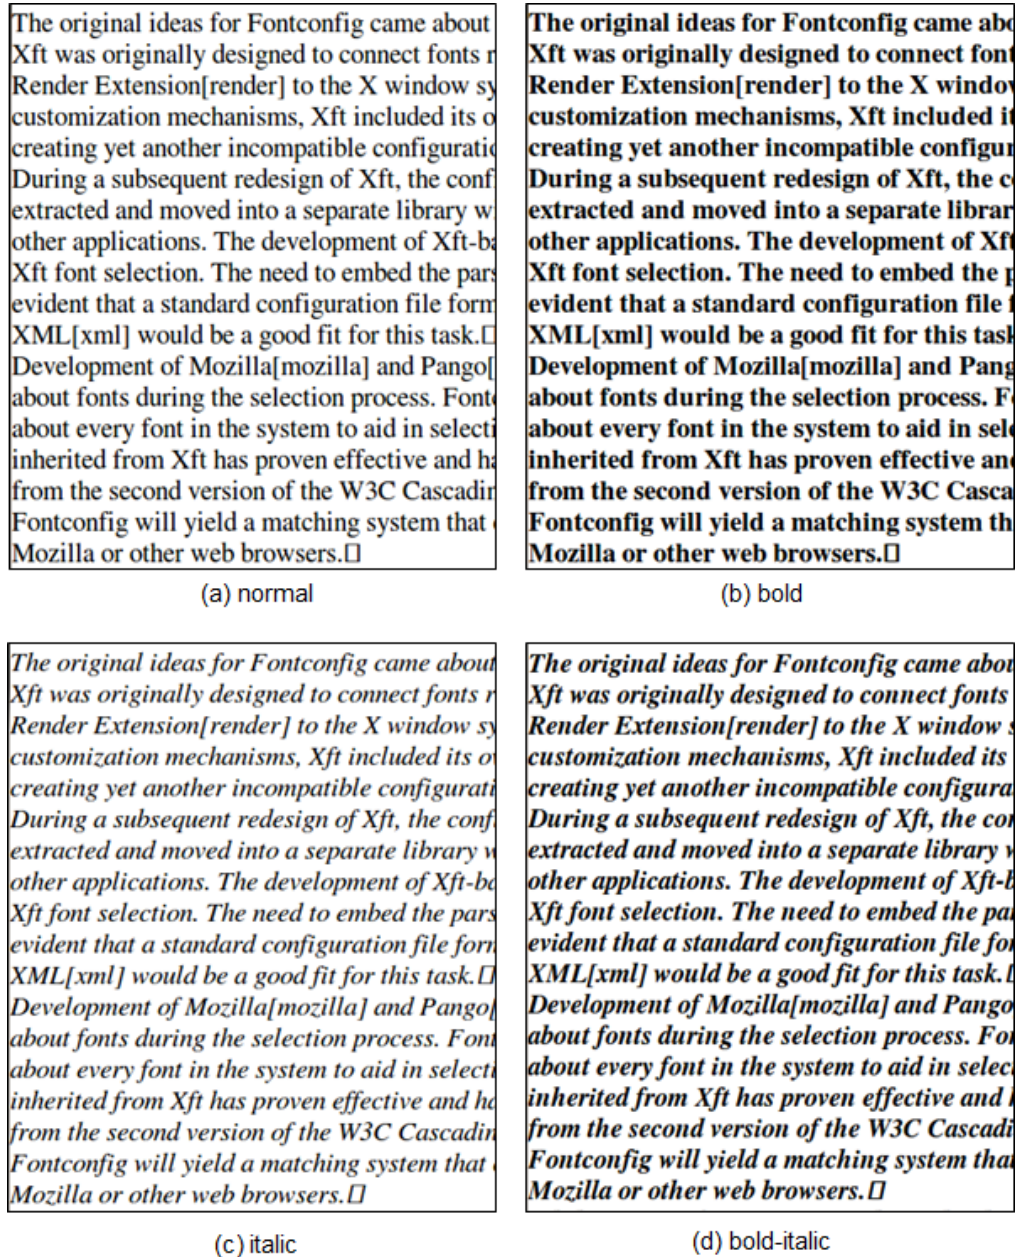 The original ideas for Fontconfig came about
Xft was originally designed to connect fonts r
Render Extension[render] to the X window sy
customization mechanisms, Xft included its o
creating yet another incompatible configuratio
During a subsequent redesign of Xft, the conf
extracted and moved into a separate library w
other applications. The development of Xft-ba
Xft font selection. The need to embed the pars
evident that a standard configuration file form
XML[xml] would be a good fit for this task.□
Development of Mozilla[mozilla] and Pango[
about fonts during the selection process. Fonto
about every font in the system to aid in selecti
inherited from Xft has proven effective and ha
from the second version of the W3C Cascadin
Fontconfig will yield a matching system that
Mozilla or other web browsers.□
(a) normal
The original ideas for Fontconfig came abo
Xft was originally designed to connect font
Render Extension[render] to the X window
customization mechanisms, Xft included it
creating yet another incompatible configur
During a subsequent redesign of Xft, the co
extracted and moved into a separate librar
other applications. The development of Xft
Xft font selection. The need to embed the p
evident that a standard configuration file f
XML[xml] would be a good fit for this task
Development of Mozilla[mozilla] and Pang
about fonts during the selection process. Fo
about every font in the system to aid in sele
inherited from Xft has proven effective and
from the second version of the W3C Casca
Fontconfig will yield a matching system th
Mozilla or other web browsers.□
(b) bold
The original ideas for Fontconfig came about
Xft was originally designed to connect fonts r
Render Extension[render] to the X window sy
customization mechanisms, Xft included its ov
creating yet another incompatible configurati
During a subsequent redesign of Xft, the conf
extracted and moved into a separate library w
other applications. The development of Xft-ba
Xft font selection. The need to embed the pars
evident that a standard configuration file forn
XML[xml] would be a good fit for this task.□
Development of Mozilla[mozilla] and Pango[
about fonts during the selection process. Font
about every font in the system to aid in selecti
inherited from Xft has proven effective and ha
from the second version of the W3C Cascadin
Fontconfig will yield a matching system that
Mozilla or other web browsers.□
(c) italic
The original ideas for Fontconfig came abou
Xft was originally designed to connect fonts
Render Extension[render] to the X window s
customization mechanisms, Xft included its
creating yet another incompatible configura
During a subsequent redesign of Xft, the con
extracted and moved into a separate library w
other applications. The development of Xft-b
Xft font selection. The need to embed the par
evident that a standard configuration file for
XML[xml] would be a good fit for this task.□
Development of Mozilla[mozilla] and Pango
about fonts during the selection process. Fon
about every font in the system to aid in selec
inherited from Xft has proven effective and h
from the second version of the W3C Cascadi
Fontconfig will yield a matching system that
Mozilla or other web browsers.□
(d) bold-italic